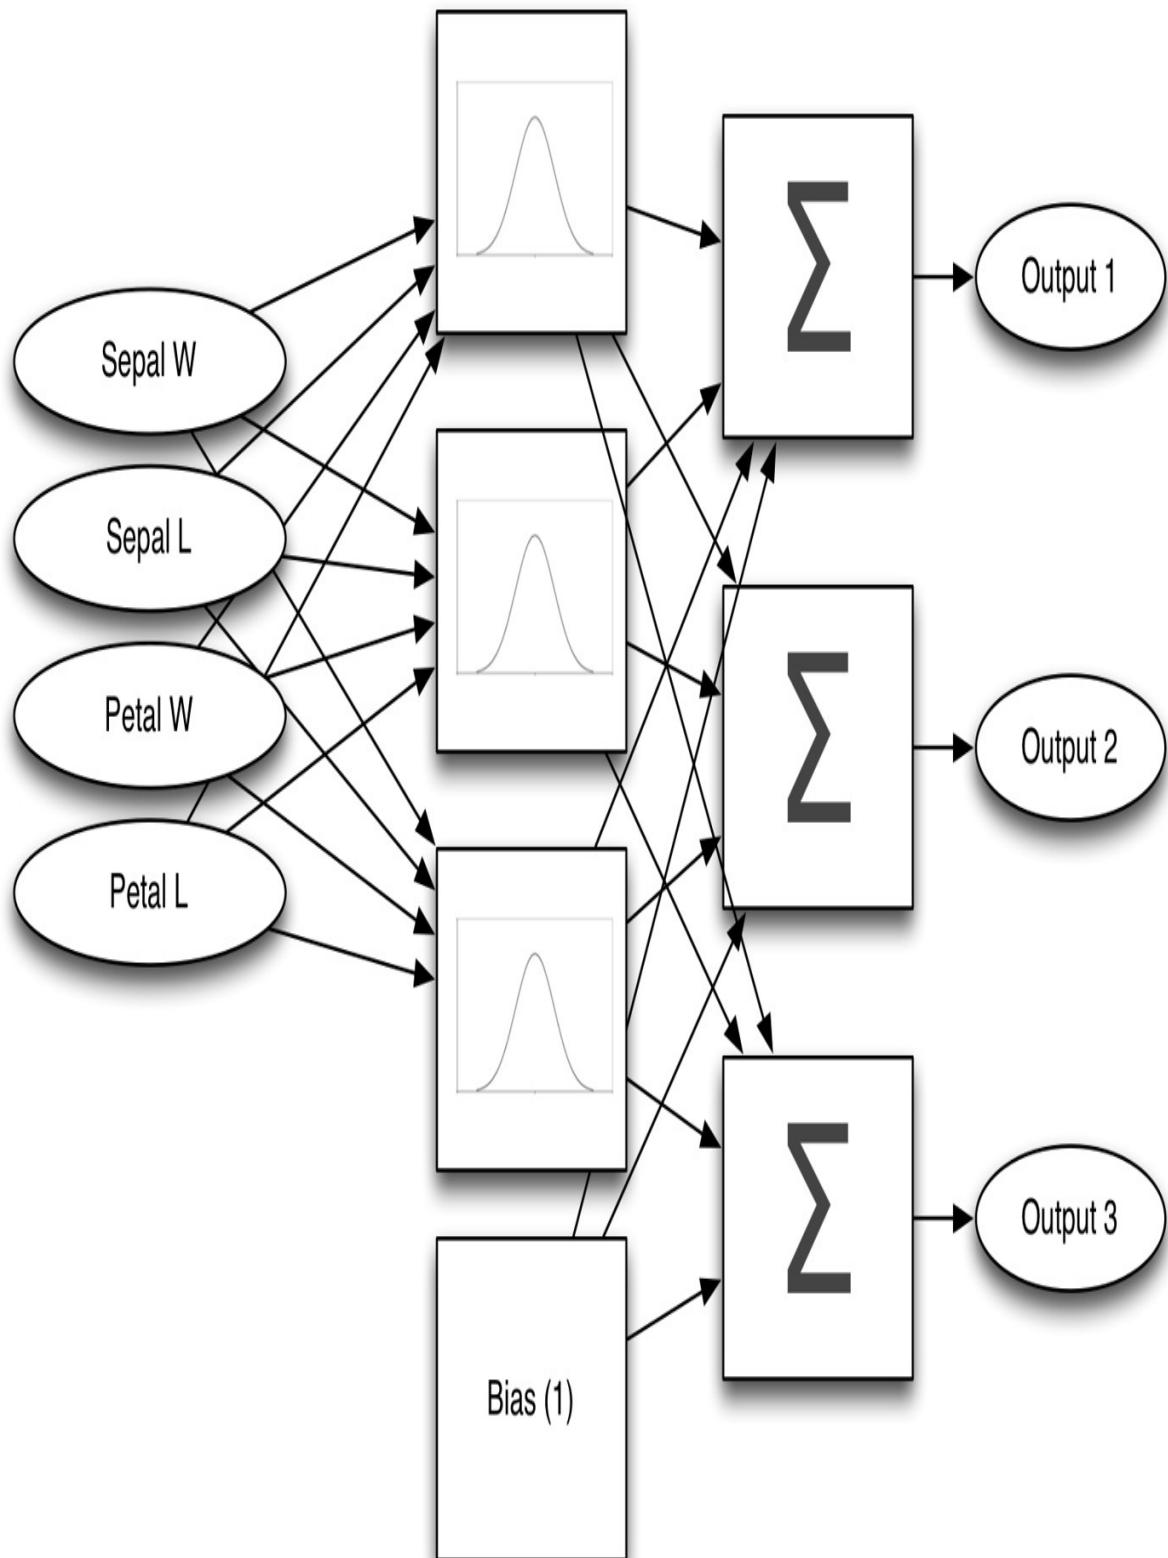 Sepal W
Sepal L
Petal W
Petal L
Bias (1)
Σ
Σ
Σ
Output 1
Output 2
Output 3